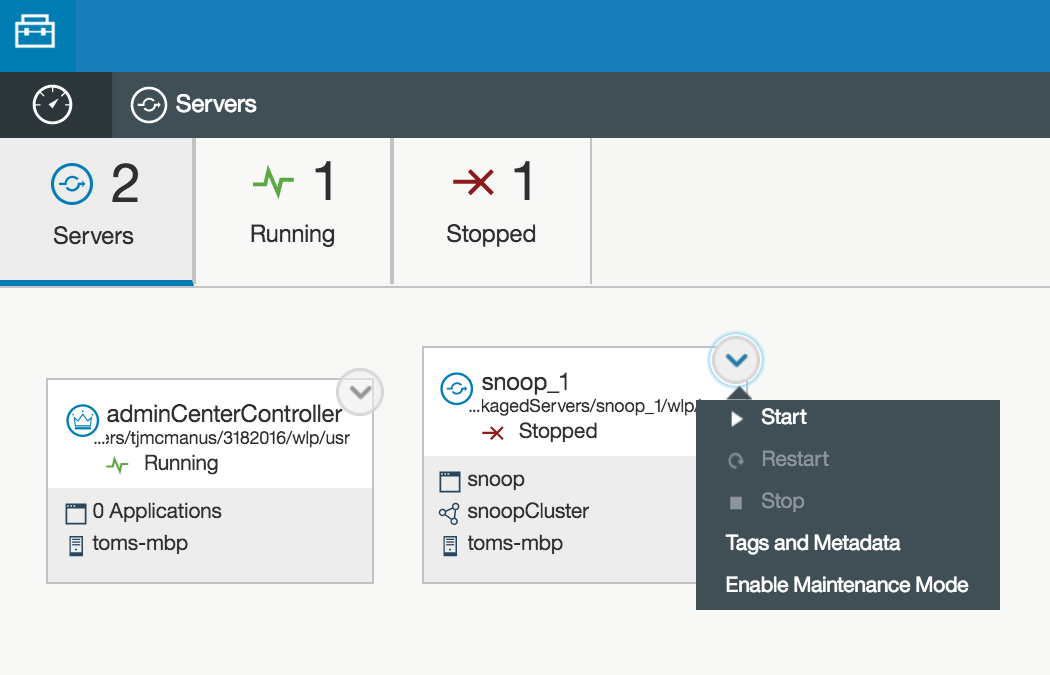 Servers
2
Servers
1
Running
1
Stopped
adminCenterController
...ers/tjmcmanus/3182016/wlp/usr
Running
0 Applications
toms-mbp
snoop_1
...kagedServers/snoop_1/wlp/
Stopped
snoop
snoopCluster
toms-mbp
Start
Restart
Stop
Tags and Metadata
Enable Maintenance Mode